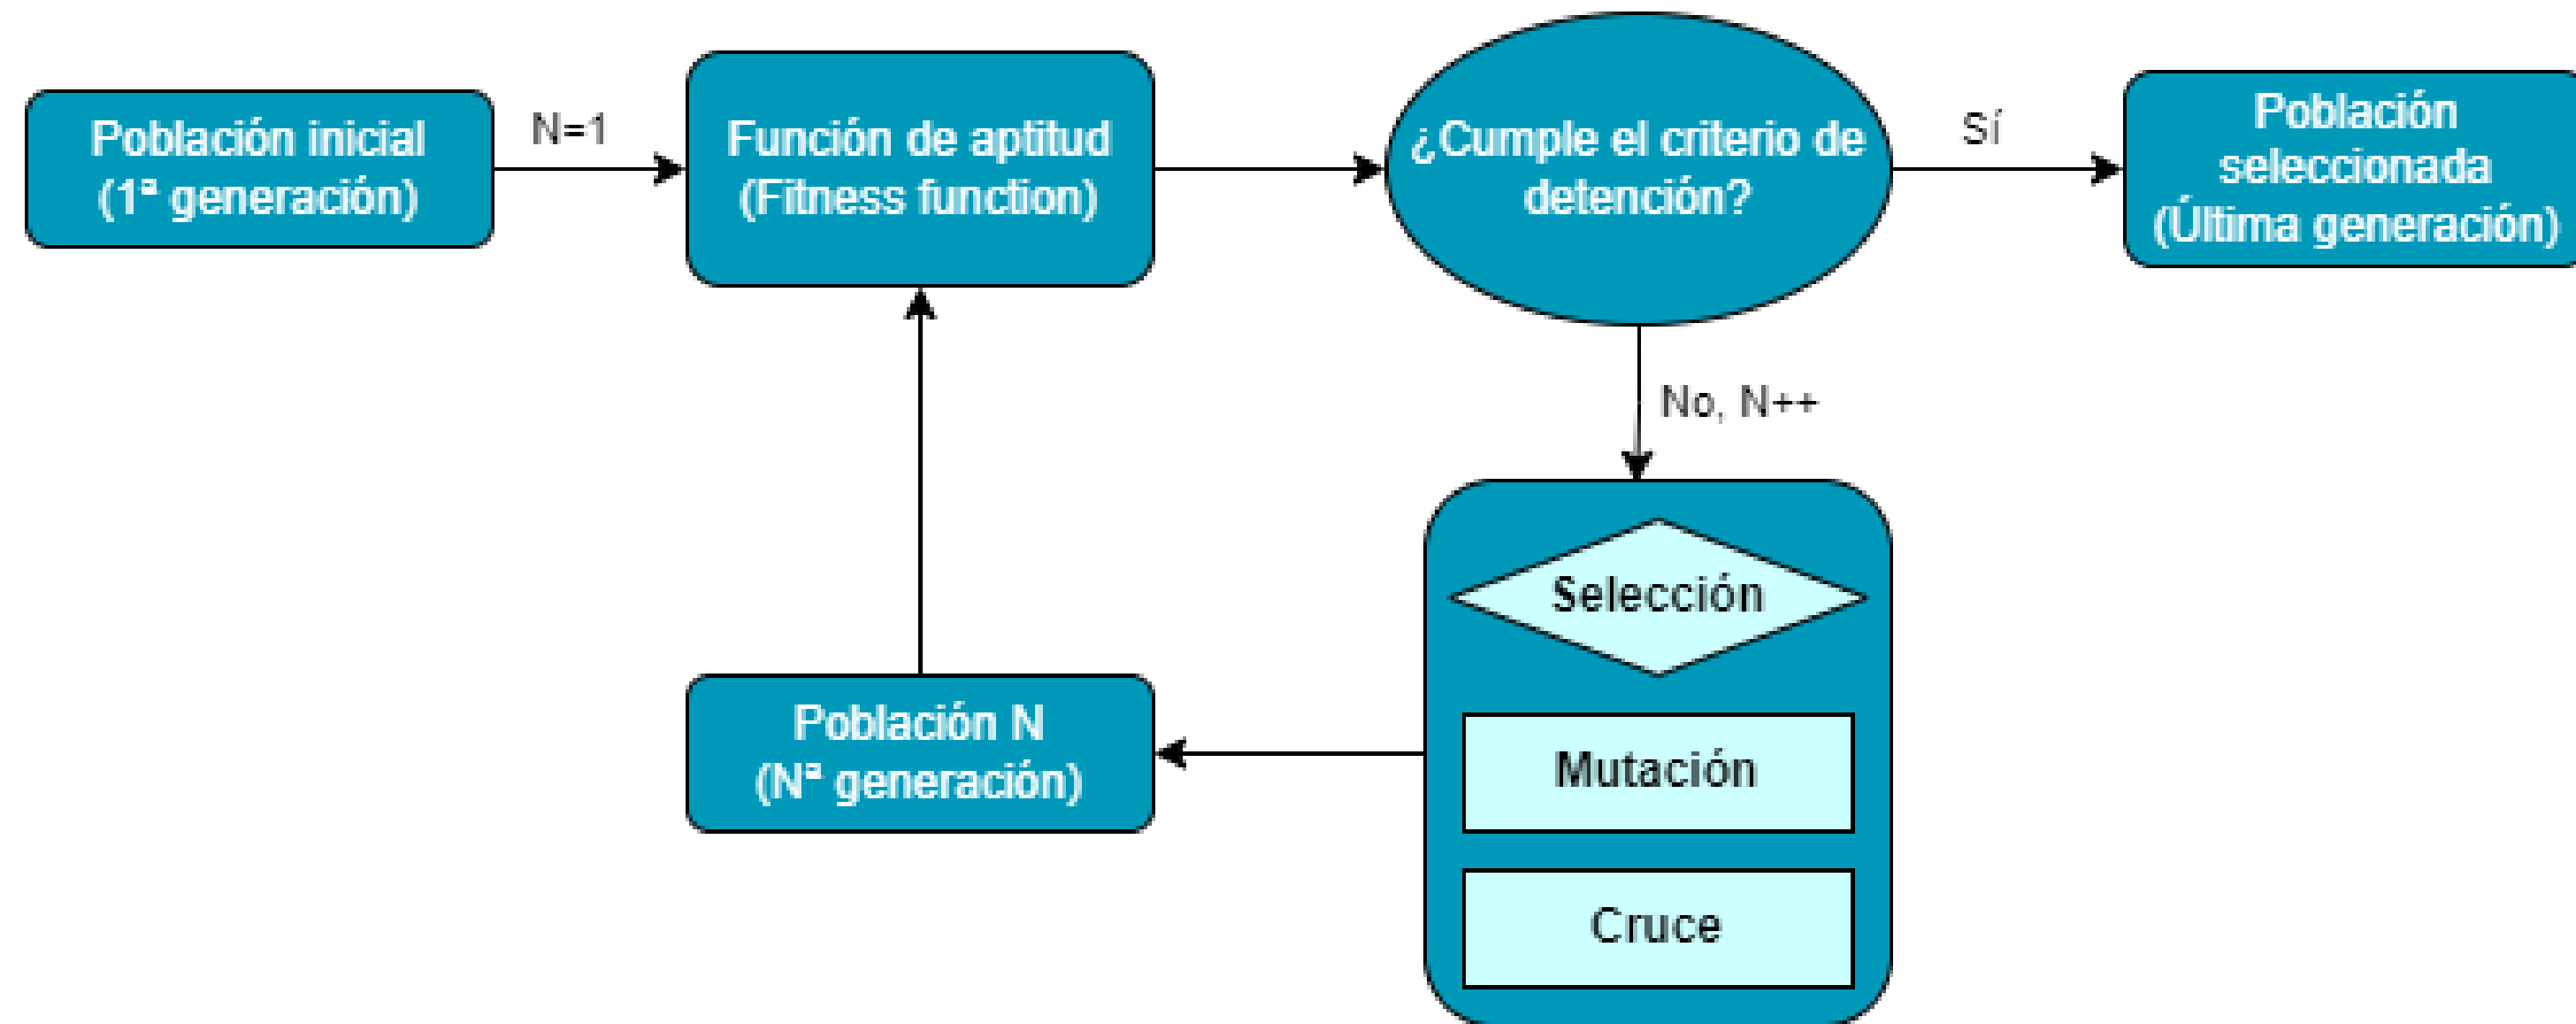 Población inicial
(1ª generación)
N=1
Función de aptitud
(Fitness function)
¿Cumple el criterio de
detención?
Sí
Población
seleccionada
(Última generación)
No, N++
Selección
Mutación
Cruce
Población N
(Nª generación)